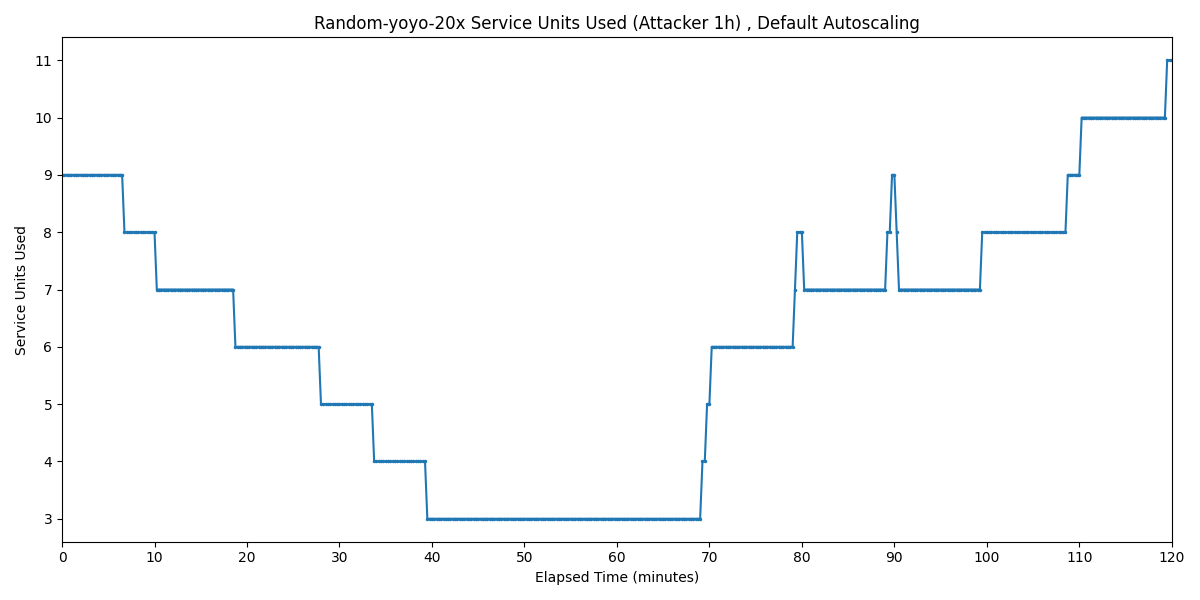 Random-yoyo-20x Service Units Used (Attacker 1h) , Default Autoscaling
11
10
9
8
7
6
5
4
3
Service Units Used
0 10 20 30 40 50 60 70 80 90 100 110 120
Elapsed Time (minutes)